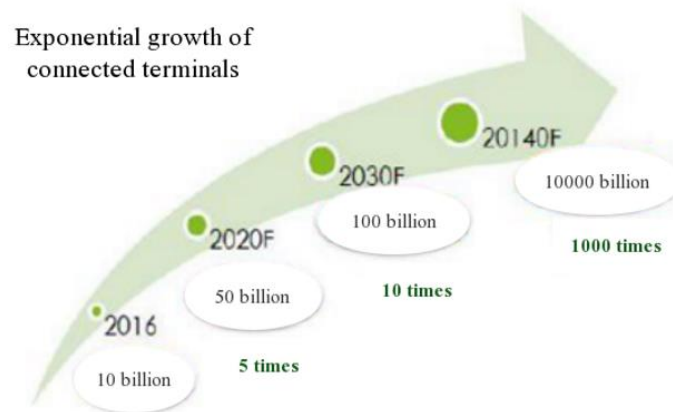 Exponential growth of
connected terminals
2016
10 billion
2020F
50 billion
5 times
2030F
100 billion
10 times
20140F
10000 billion
1000 times